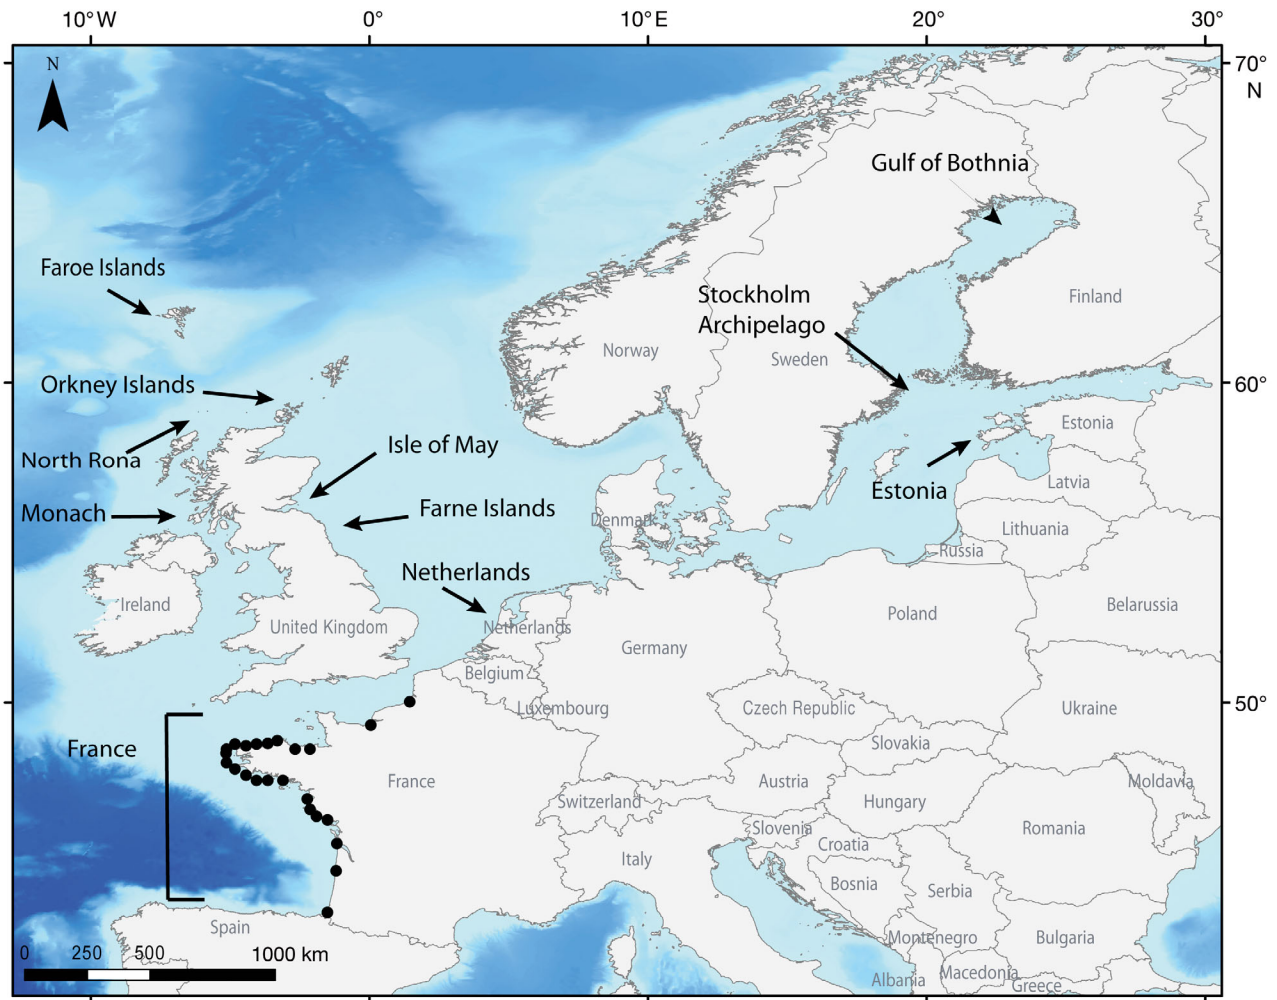 10°W 0° 10°E 20° 30°
N
70°
N
Gulf of Bothnia
Faroe Islands
Stockholm
Archipelago
Finland
Norway
Sweden
Orkney Islands
60°
Isle of May
Estonia
North Rona
Estonia
Latvia
Monach
Farne Islands
Denmark
Lithuania
Russia
Netherlands
Ireland
United Kingdom
Netherlands
Poland
Belarussia
Germany
Belgium
50°
Luxembourg
Czech Republic
Ukraine
France
Slovakia
France
Austria
Moldavia
Switzerland
Hungary
Slovenia
Romania
Croatia
Italy
Bosnia
Serbia
Spain
Montenegro
Bulgaria
0 250 500 1000 km
Albania
Macedonia
Greece